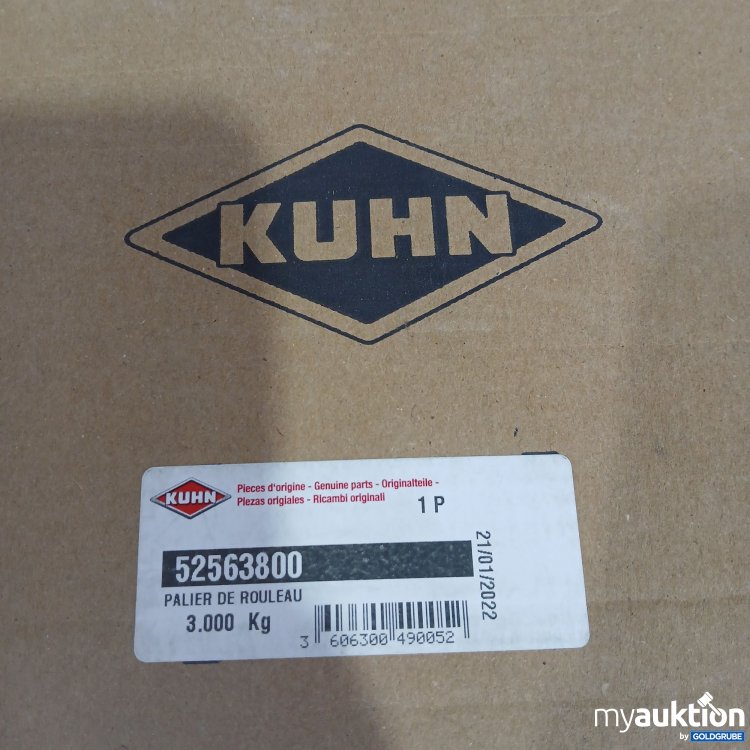 KUHN
KUHN
Pieces d'origine - Genuine parts - Originalteile -
Plezas origiales - Ricambi originali
1 P
52563800
PALIER DE ROULEAU
3.000 Kg
3 606300 490052
21/01/2022
myauktion
by GOLDGRUBE